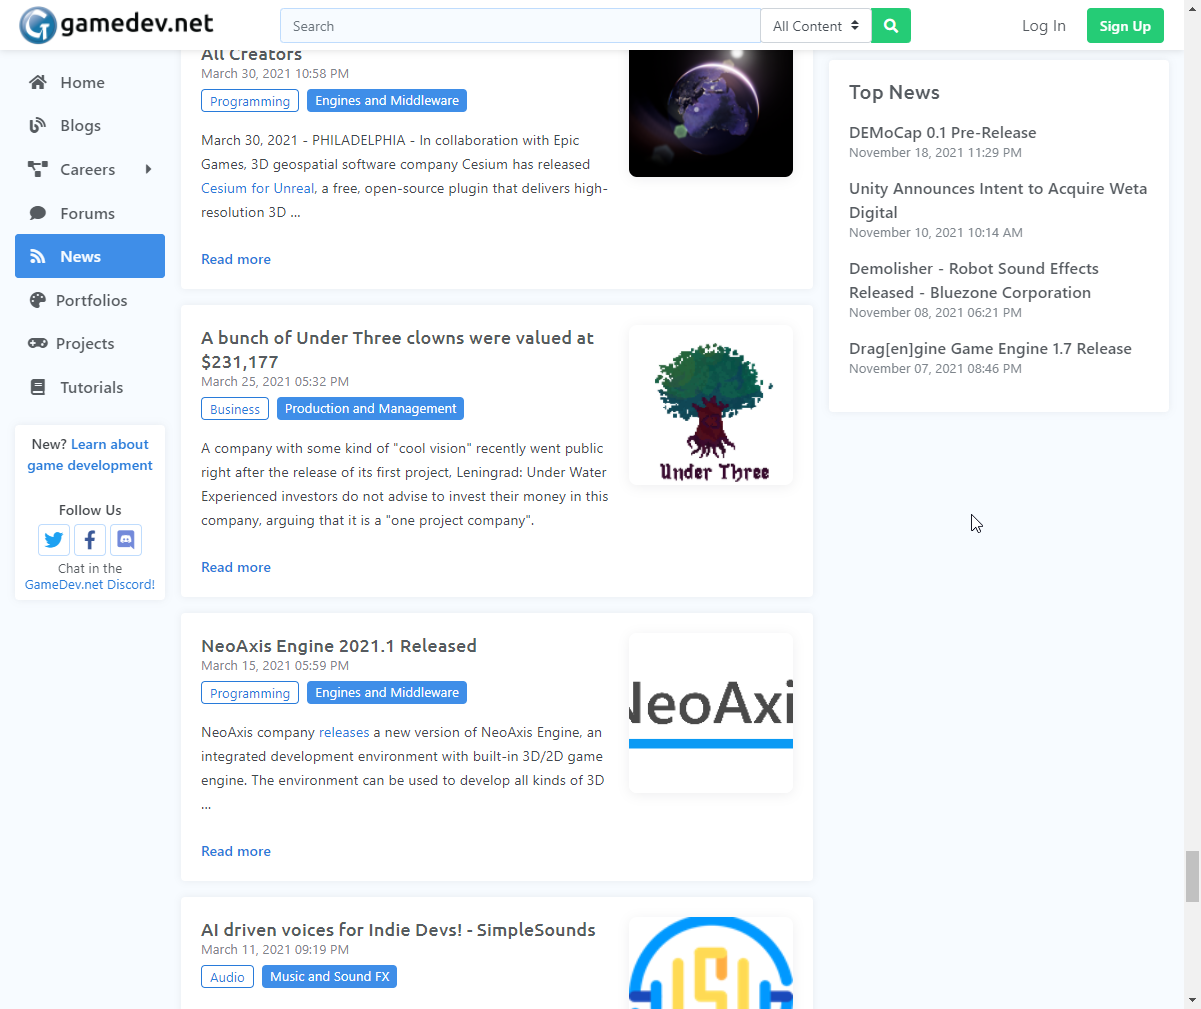 gamedev.net
Search
All Content
Log In
Sign Up
Home
Blogs
Careers
Forums
News
Portfolios
Projects
Tutorials
New? Learn about
game development
Follow Us
Chat in the
GameDev.net Discord!
All Creators
March 30, 2021 10:58 PM
Programming
Engines and Middleware
March 30, 2021 - PHILADELPHIA - In collaboration with Epic
Games, 3D geospatial software company Cesium has released
Cesium for Unreal, a free, open-source plugin that delivers high-
resolution 3D ...
Read more
A bunch of Under Three clowns were valued at
$231,177
March 25, 2021 05:32 PM
Business
Production and Management
A company with some kind of "cool vision" recently went public
right after the release of its first project, Leningrad: Under Water
Experienced investors do not advise to invest their money in this
company, arguing that it is a "one project company".
Read more
Under Three
NeoAxis Engine 2021.1 Released
March 15, 2021 05:59 PM
Programming
Engines and Middleware
NeoAxis company releases a new version of NeoAxis Engine, an
integrated development environment with built-in 3D/2D game
engine. The environment can be used to develop all kinds of 3D
...
Read more
NeoAxi
AI driven voices for Indie Devs! - SimpleSounds
March 11, 2021 09:19 PM
Audio
Music and Sound FX
Top News
DEMoCap 0.1 Pre-Release
November 18, 2021 11:29 PM
Unity Announces Intent to Acquire Weta
Digital
November 10, 2021 10:14 AM
Demolisher - Robot Sound Effects
Released - Bluezone Corporation
November 08, 2021 06:21 PM
Drag[en]gine Game Engine 1.7 Release
November 07, 2021 08:46 PM